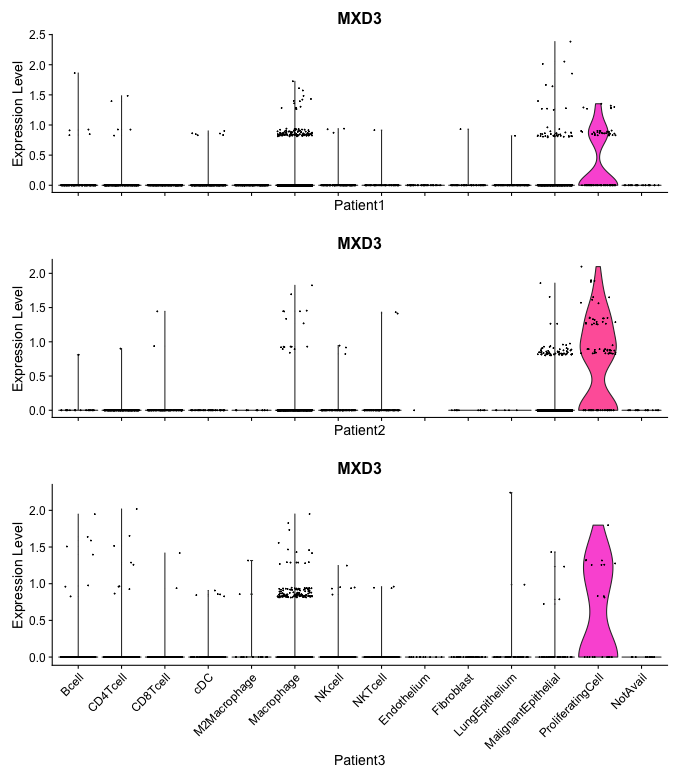 MXD3
Expression Level
2.5
2.0
1.5
1.0
0.5
0.0
Patient1
MXD3
Expression Level
2.0
1.5
1.0
0.5
0.0
Patient2
MXD3
Expression Level
2.0
1.5
1.0
0.5
0.0
Bcell
CD4Tcell
CD8Tcell
cDC
M2Macrophage
Macrophage
NKcell
NKTcell
Endothelium
Fibroblast
LungEpithelium
MalignantEpithelial
ProliferatingCell
NotAvail
Patient3